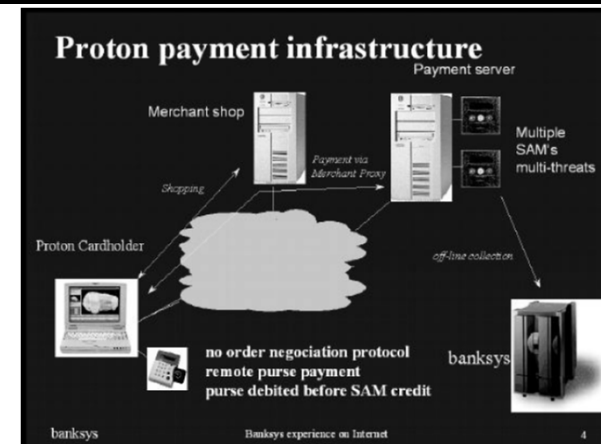 Proton payment infrastructure
Payment server
Merchant shop
Multiple
SAM's
multi-threats
Payment via
Merchant Proxy
Shopping
Proton Cardholder
off-line collection
no order negociation protocol
remote purse payment
purse debited before SAM credit
banksys
banksys
Banksys experience on Internet
4